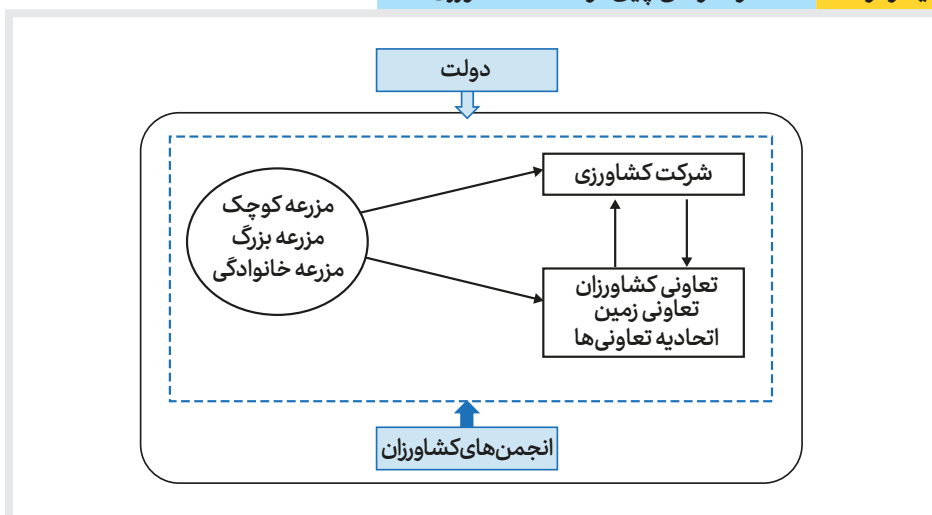 دولت
شرکت کشاورزی
مزرعه کوچک
مزرعه بزرگ
مزرعه خانوادگی
تعاونی کشاورزان
تعاونی زمین
اتحادیه تعاونی‌ها
انجمن‌های کشاورزان